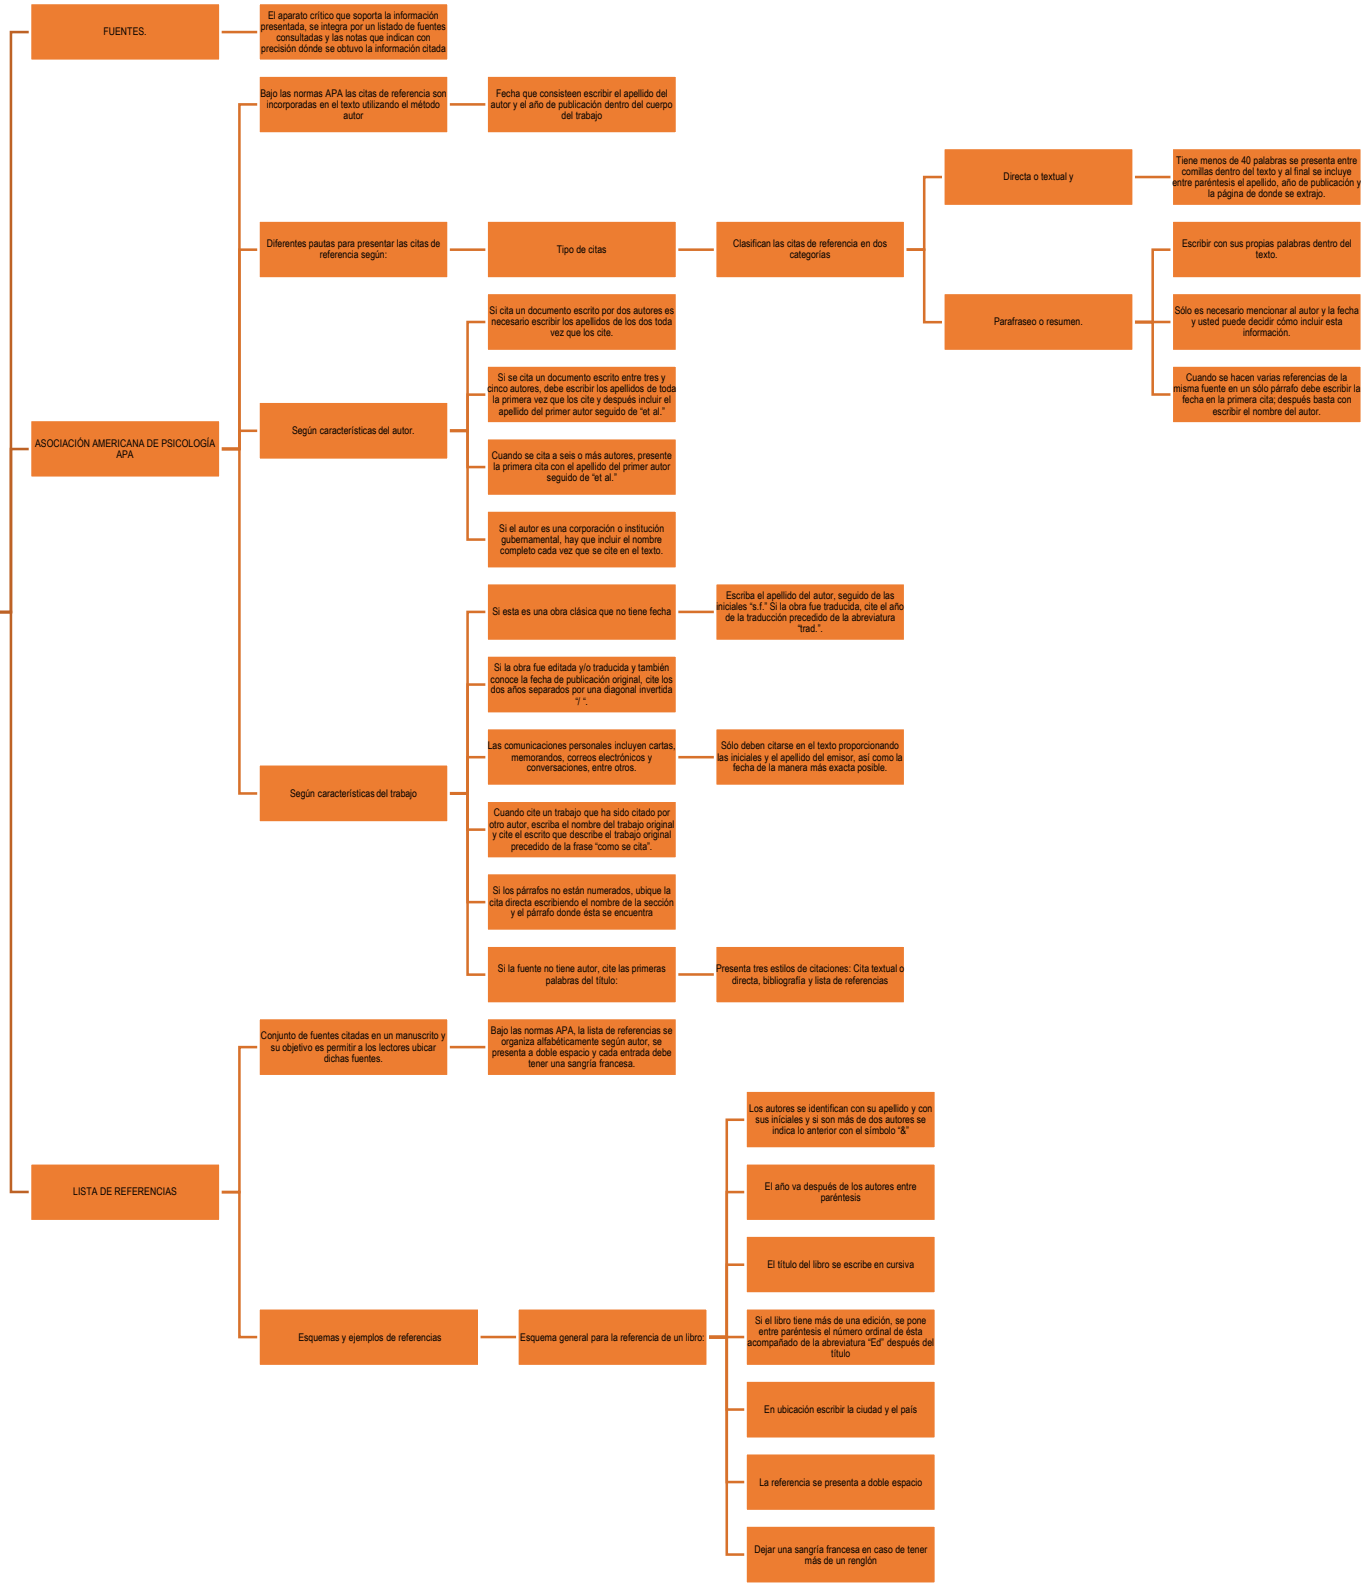 FUENTES.
El aparato crítico que soporta la información
presentada, se integra por un listado de fuentes
consultadas y las notas que indican con
precisión dónde se obtuvo la información citada
ASOCIACIÓN AMERICANA DE PSICOLOGÍA
APA
Bajo las normas APA las citas de referencia son
incorporadas en el texto utilizando el método
autor
Fecha que consisteen escribir el apellido del
autor y el año de publicación dentro del cuerpo
del trabajo
Diferentes pautas para presentar las citas de
referencia según:
Tipo de citas
Clasifican las citas de referencia en dos
categorías
Directa o textual y
Tiene menos de 40 palabras se presenta entre
comillas dentro del texto y al final se incluye
entre paréntesis el apellido, año de publicación y
la página de donde se extrajo.
Parafraseo o resumen.
Escribir con sus propias palabras dentro del
texto.
Sólo es necesario mencionar al autor y la fecha
y usted puede decidir cómo incluir esta
información.
Cuando se hacen varias referencias de la
misma fuente en un sólo párrafo debe escribir la
fecha en la primera cita; después basta con
escribir el nombre del autor.
Según características del autor.
Si cita un documento escrito por dos autores es
necesario escribir los apellidos de los dos toda
vez que los cite.
Si se cita un documento escrito entre tres y
cinco autores, debe escribir los apellidos de toda
la primera vez que los cite y después incluir el
apellido del primer autor seguido de “et al.”
Cuando se cita a seis o más autores, presente
la primera cita con el apellido del primer autor
seguido de “et al.”
Si el autor es una corporación o institución
gubernamental, hay que incluir el nombre
completo cada vez que se cite en el texto.
Según características del trabajo
Si esta es una obra clásica que no tiene fecha
Escriba el apellido del autor, seguido de las
iniciales “s.f.” Si la obra fue traducida, cite el año
de la traducción precedido de la abreviatura
“trad.”.
Si la obra fue editada y/o traducida y también
conoce la fecha de publicación original, cite los
dos años separados por una diagonal invertida
“/ “.
Las comunicaciones personales incluyen cartas,
memorandos, correos electrónicos y
conversaciones, entre otros.
Sólo deben citarse en el texto proporcionando
las iniciales y el apellido del emisor, así como la
fecha de la manera más exacta posible.
Cuando cite un trabajo que ha sido citado por
otro autor, escriba el nombre del trabajo original
y cite el escrito que describe el trabajo original
precedido de la frase “como se cita”.
Si los párrafos no están numerados, ubique la
cita directa escribiendo el nombre de la sección
y el párrafo donde ésta se encuentra
Si la fuente no tiene autor, cite las primeras
palabras del título:
Presenta tres estilos de citaciones: Cita textual o
directa, bibliografía y lista de referencias
LISTA DE REFERENCIAS
Conjunto de fuentes citadas en un manuscrito y
su objetivo es permitir a los lectores ubicar
dichas fuentes.
Bajo las normas APA, la lista de referencias se
organiza alfabéticamente según autor, se
presenta a doble espacio y cada entrada debe
tener una sangría francesa.
Esquemas y ejemplos de referencias
Esquema general para la referencia de un libro:
Los autores se identifican con su apellido y con
sus iníciales y si son más de dos autores se
indica lo anterior con el símbolo “&”
El año va después de los autores entre
paréntesis
El título del libro se escribe en cursiva
Si el libro tiene más de una edición, se pone
entre paréntesis el número ordinal de ésta
acompañado de la abreviatura “Ed” después del
título
En ubicación escribir la ciudad y el país
La referencia se presenta a doble espacio
Dejar una sangría francesa en caso de tener
más de un renglón